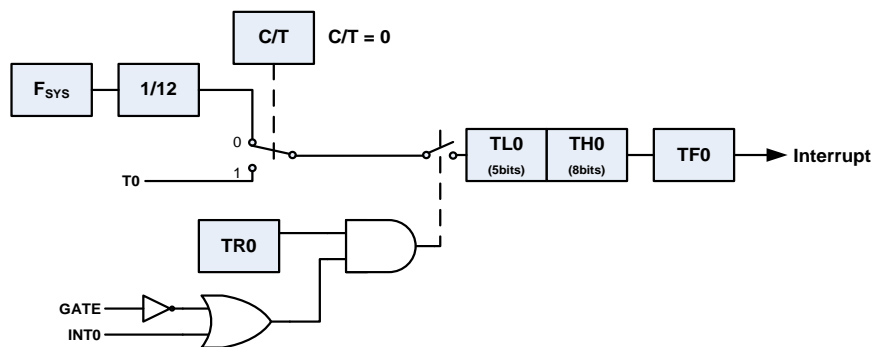 C/T
C/T = 0
FSYS
1/12
0
1
T0
TL0
(5bits)
TH0
(8bits)
TF0
Interrupt
TR0
GATE
INT0